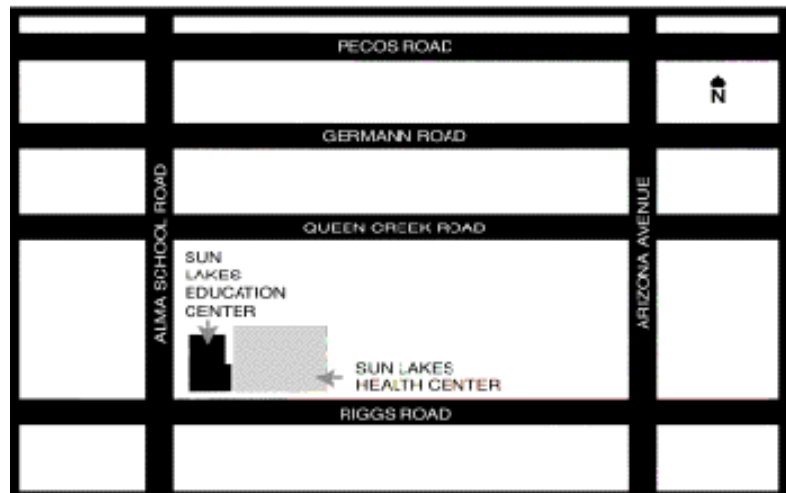 PECOS ROAD
N
GERMANN ROAD
ALMA SCHOOL ROAD
ARIZONA AVENUE
QUEEN CREEK ROAD
SUN
LAKES
EDUCATION
CENTER
SUN LAKES
HEALTH CENTER
RIGGS ROAD